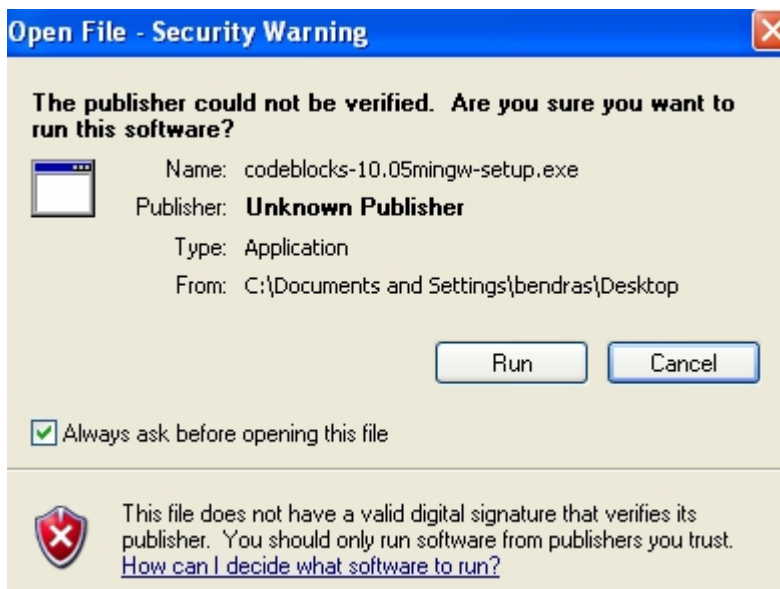 Open File - Security Warning
The publisher could not be verified.  Are you sure you want to
run this software?
Name: codeblocks-10.05mingw-setup.exe
Publisher: Unknown Publisher
Type: Application
From: C:\Documents and Settings\bendras\Desktop
Run Cancel
Always ask before opening this file
This file does not have a valid digital signature that verifies its
publisher.  You should only run software from publishers you trust.
How can I decide what software to run?